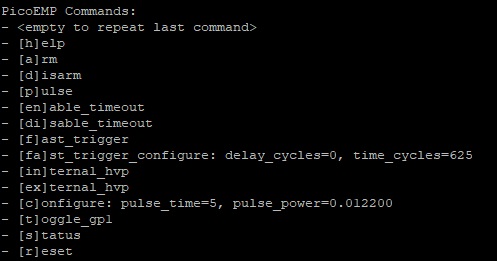 PicoEMP Commands:
- <empty to repeat last command>
- [h]elp
- [a]rm
- [d]isarm
- [p]ulse
- [en]able_timeout
- [di]sable_timeout
- [f]ast_trigger
- [fa]st_trigger_configure: delay_cycles=0, time_cycles=625
- [in]ternal_hvp
- [ex]ternal_hvp
- [c]onfigure: pulse_time=5, pulse_power=0.012200
- [t]oggle_gp1
- [s]tatus
- [r]eset